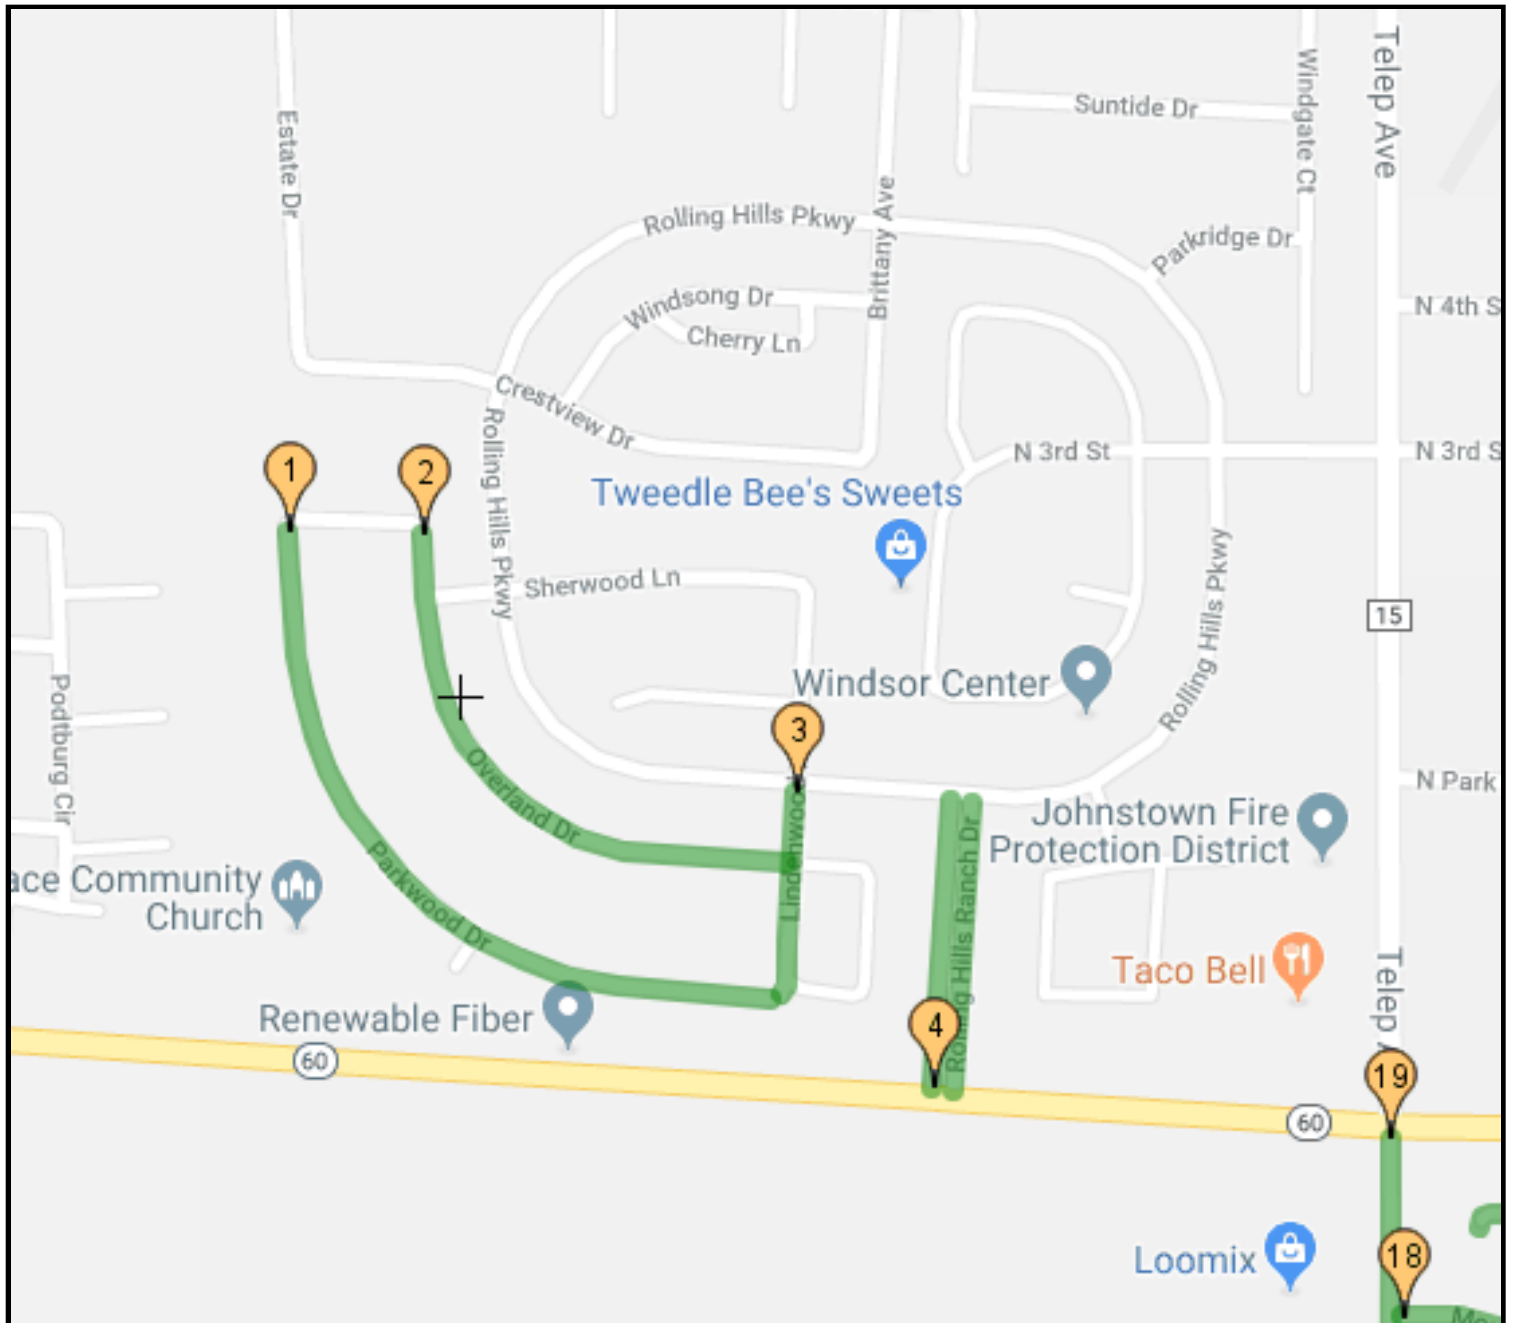 Telep Ave
Windgate Ct
Suntide Dr
Estate Dr
Brittany Ave
Rolling Hills Pkwy
Parkridge Dr
Windsong Dr
N 4th S
Cherry Ln
Crestview Dr
Rolling Hills Pkwy
N 3rd St
N 3rd S
1
2
Tweedle Bee's Sweets
Sherwood Ln
Rolling Hills Pkwy
15
Windsor Center
Podtburg Cir
3
Overland Dr
N Park
Johnstown Fire
Protection District
Lindenwood
Rolling Hills Ranch Dr
Parkwood Dr
ace Community
Church
Taco Bell
Telep A
Renewable Fiber
4
60
19
60
Loomix
18